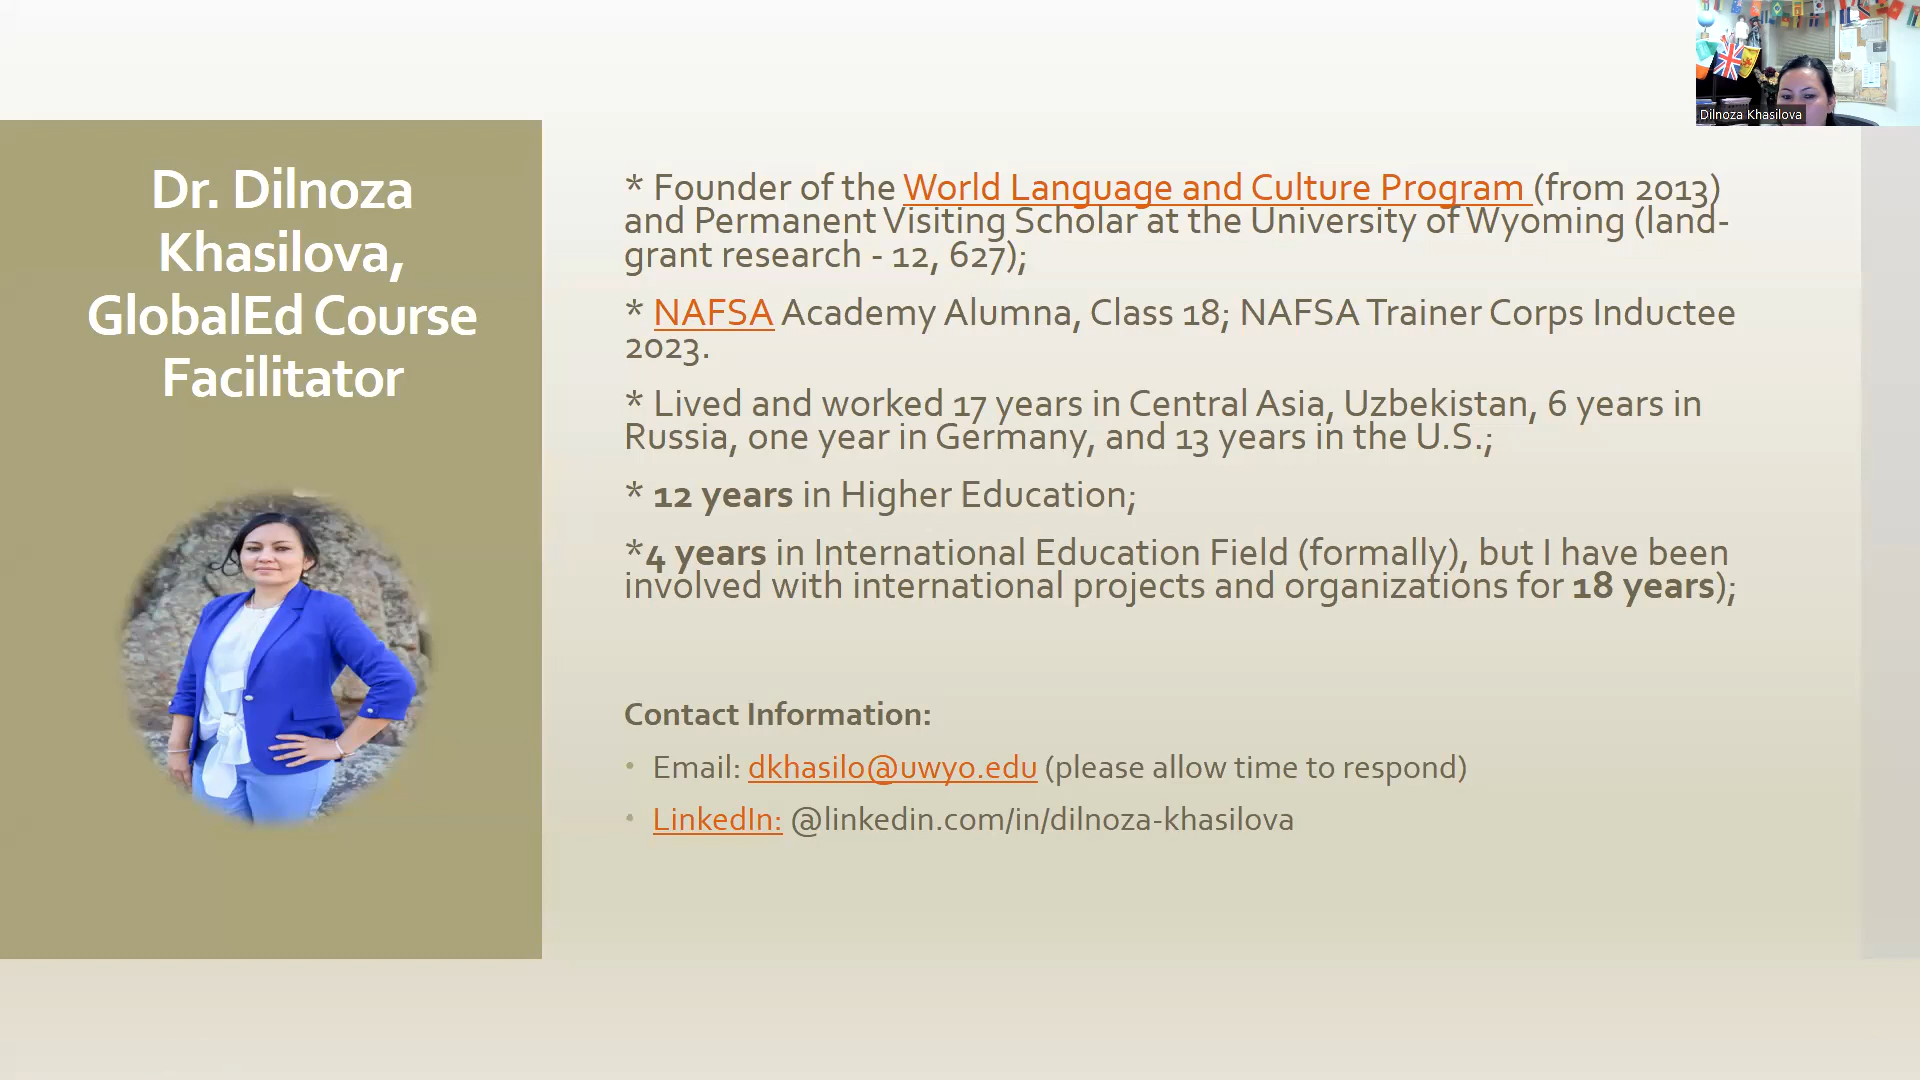 Dilnoza Khasilova
Dr. Dilnoza
Khasilova,
GlobalEd Course
Facilitator
* Founder of the World Language and Culture Program (from 2013)
and Permanent Visiting Scholar at the University of Wyoming (land-
grant research - 12, 627);
* NAFSA Academy Alumna, Class 18; NAFSA Trainer Corps Inductee
2023.
* Lived and worked 17 years in Central Asia, Uzbekistan, 6 years in
Russia, one year in Germany, and 13 years in the U.S.;
* 12 years in Higher Education;
*4 years in International Education Field (formally), but I have been
involved with international projects and organizations for 18 years);
Contact Information:
• Email: dkhasilo@uwyo.edu (please allow time to respond)
• LinkedIn: @linkedin.com/in/dilnoza-khasilova